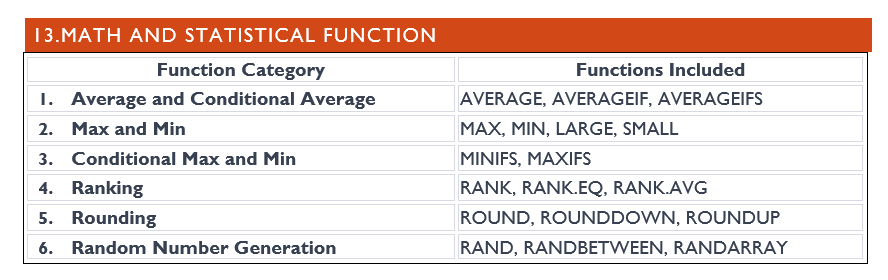 13.MATH AND STATISTICAL FUNCTION
Function Category Functions Included
1. Average and Conditional Average AVERAGE, AVERAGEIF, AVERAGEIFS
2. Max and Min MAX, MIN, LARGE, SMALL
3. Conditional Max and Min MINIFS, MAXIFS
4. Ranking RANK, RANK.EQ, RANK.AVG
5. Rounding ROUND, ROUNDDOWN, ROUNDUP
6. Random Number Generation RAND, RANDBETWEEN, RANDARRAY